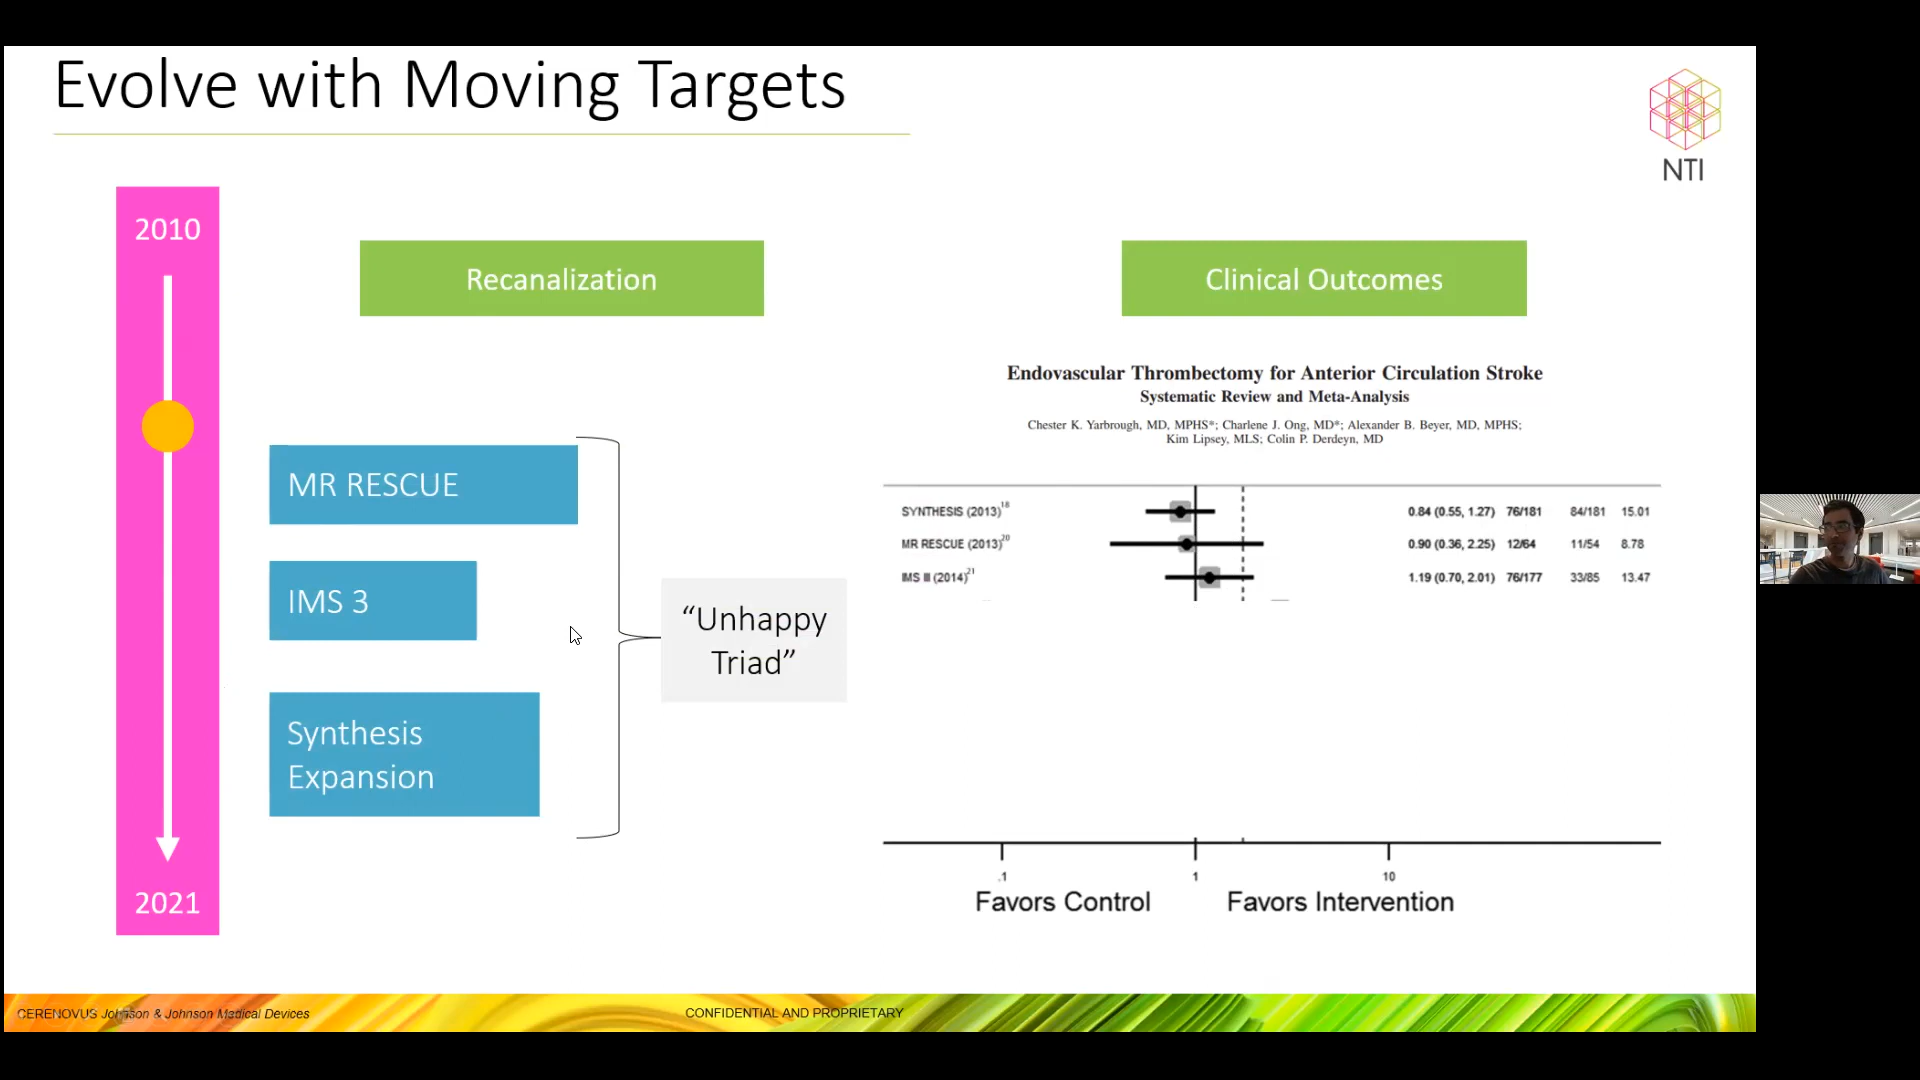 Evolve with Moving Targets
NTI
2010
2021
Recanalization
Clinical Outcomes
MR RESCUE
IMS 3
Synthesis
Expansion
“Unhappy
Triad”
Endovascular Thrombectomy for Anterior Circulation Stroke
Systematic Review and Meta-Analysis
Chester K. Yarbrough, MD, MPHS*; Charlene J. Ong, MD*; Alexander B. Beyer, MD, MPHS;
Kim Lipsey, MLS; Colin P. Derdeyn, MD
SYNTHESIS (2013)18 0.84 (0.55, 1.27) 76/181 84/181 15.01
MR RESCUE (2013)20 0.90 (0.36, 2.25) 12/64 11/54 8.78
IMS III (2014)21 1.19 (0.70, 2.01) 76/177 33/85 13.47
.1 1 10
Favors Control Favors Intervention
CERENOVUS Johnson & Johnson Medical Devices
CONFIDENTIAL AND PROPRIETARY